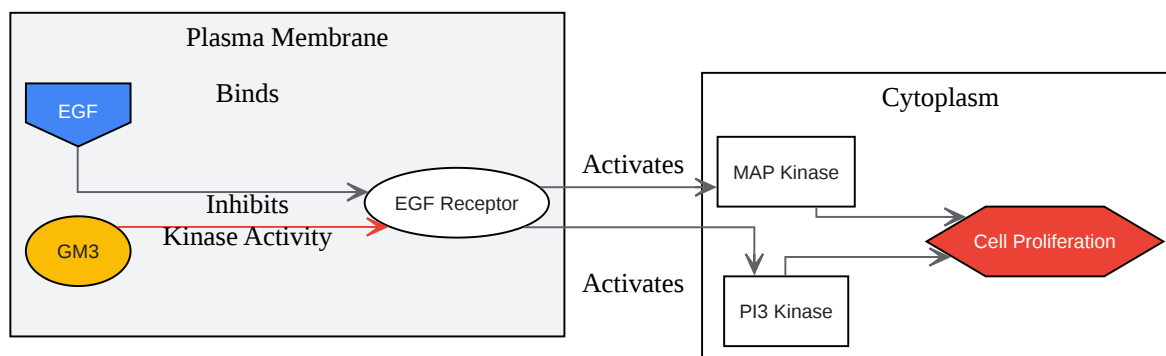 Plasma Membrane
Binds
EGF
Inhibits
Kinase Activity
GM3
EGF Receptor
Activates
Activates
Cytoplasm
MAP Kinase
Cell Proliferation
PI3 Kinase